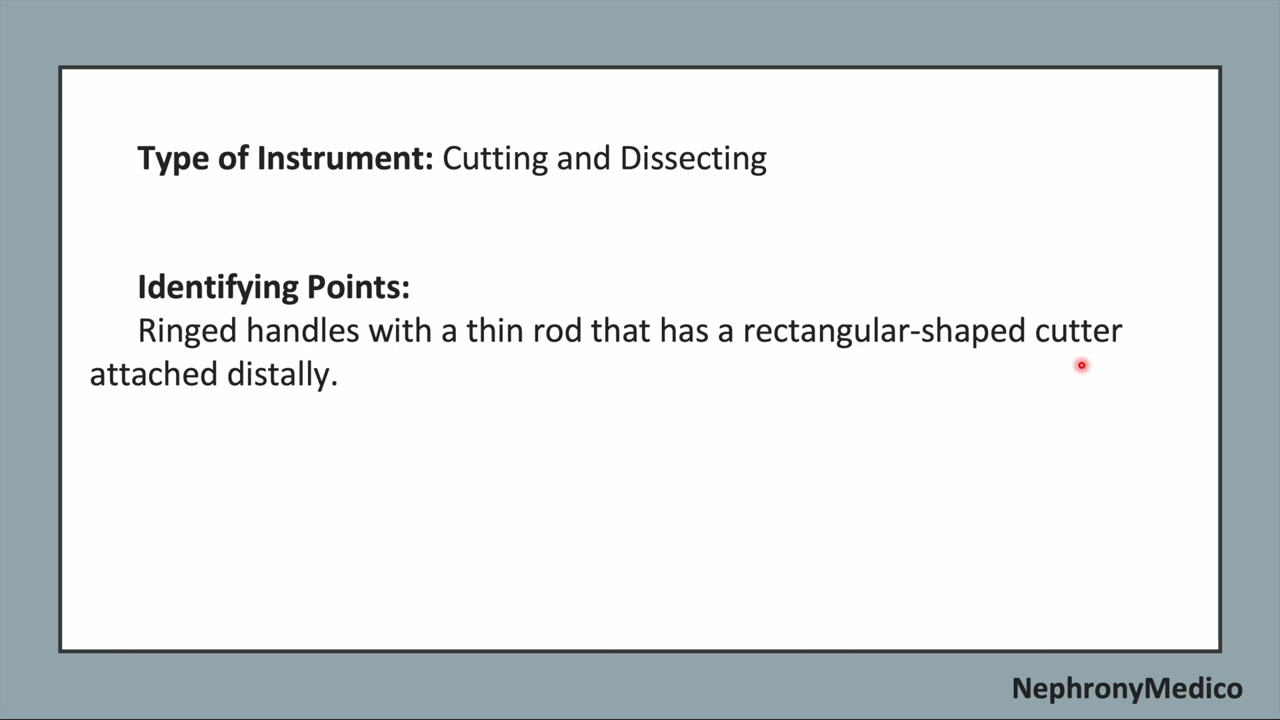 Type of Instrument: Cutting and Dissecting
Identifying Points:
Ringed handles with a thin rod that has a rectangular-shaped cutter
attached distally.
NephronyMedico